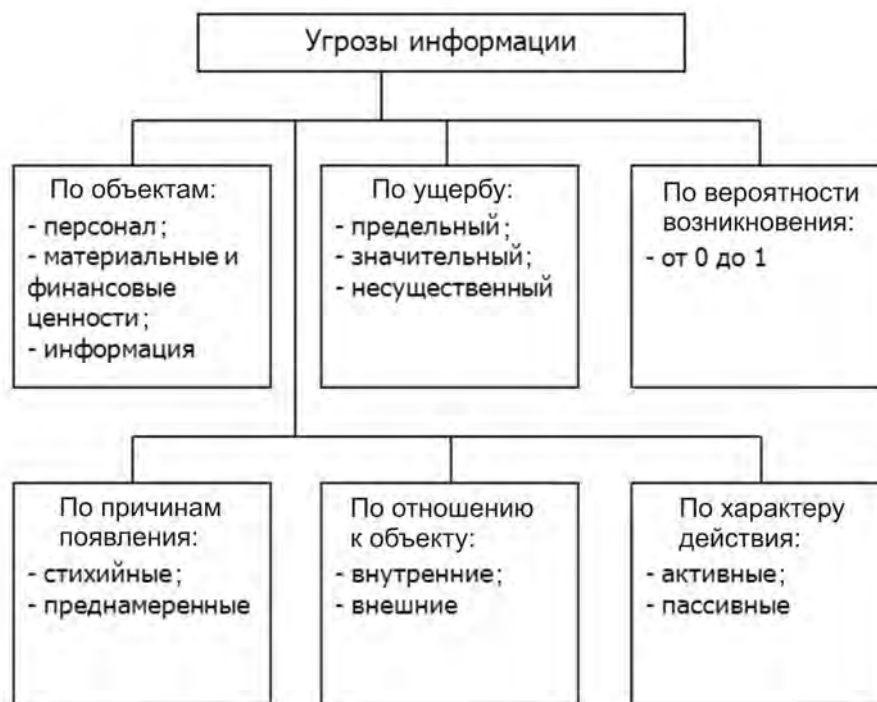 Угрозы информации
По объектам:
- персонал;
- материальные и
финансовые
ценности;
- информация
По ущербу:
- предельный;
- значительный;
- несущественный
По вероятности
возникновения:
- от 0 до 1
По причинам
появления:
- стихийные;
- преднамеренные
По отношению
к объекту:
- внутренние;
- внешние
По характеру
действия:
- активные;
- пассивные